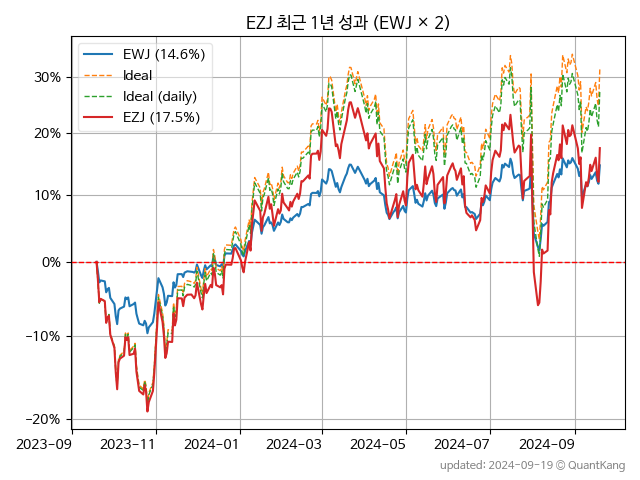 EZJ 최근 1년 성과 (EWJ × 2)
EWJ (14.6%)
Ideal
Ideal (daily)
EZJ (17.5%)
30%
20%
10%
0%
−10%
−20%
2023-09
2023-11
2024-01
2024-03
2024-05
2024-07
2024-09
updated: 2024-09-19 © QuantKang